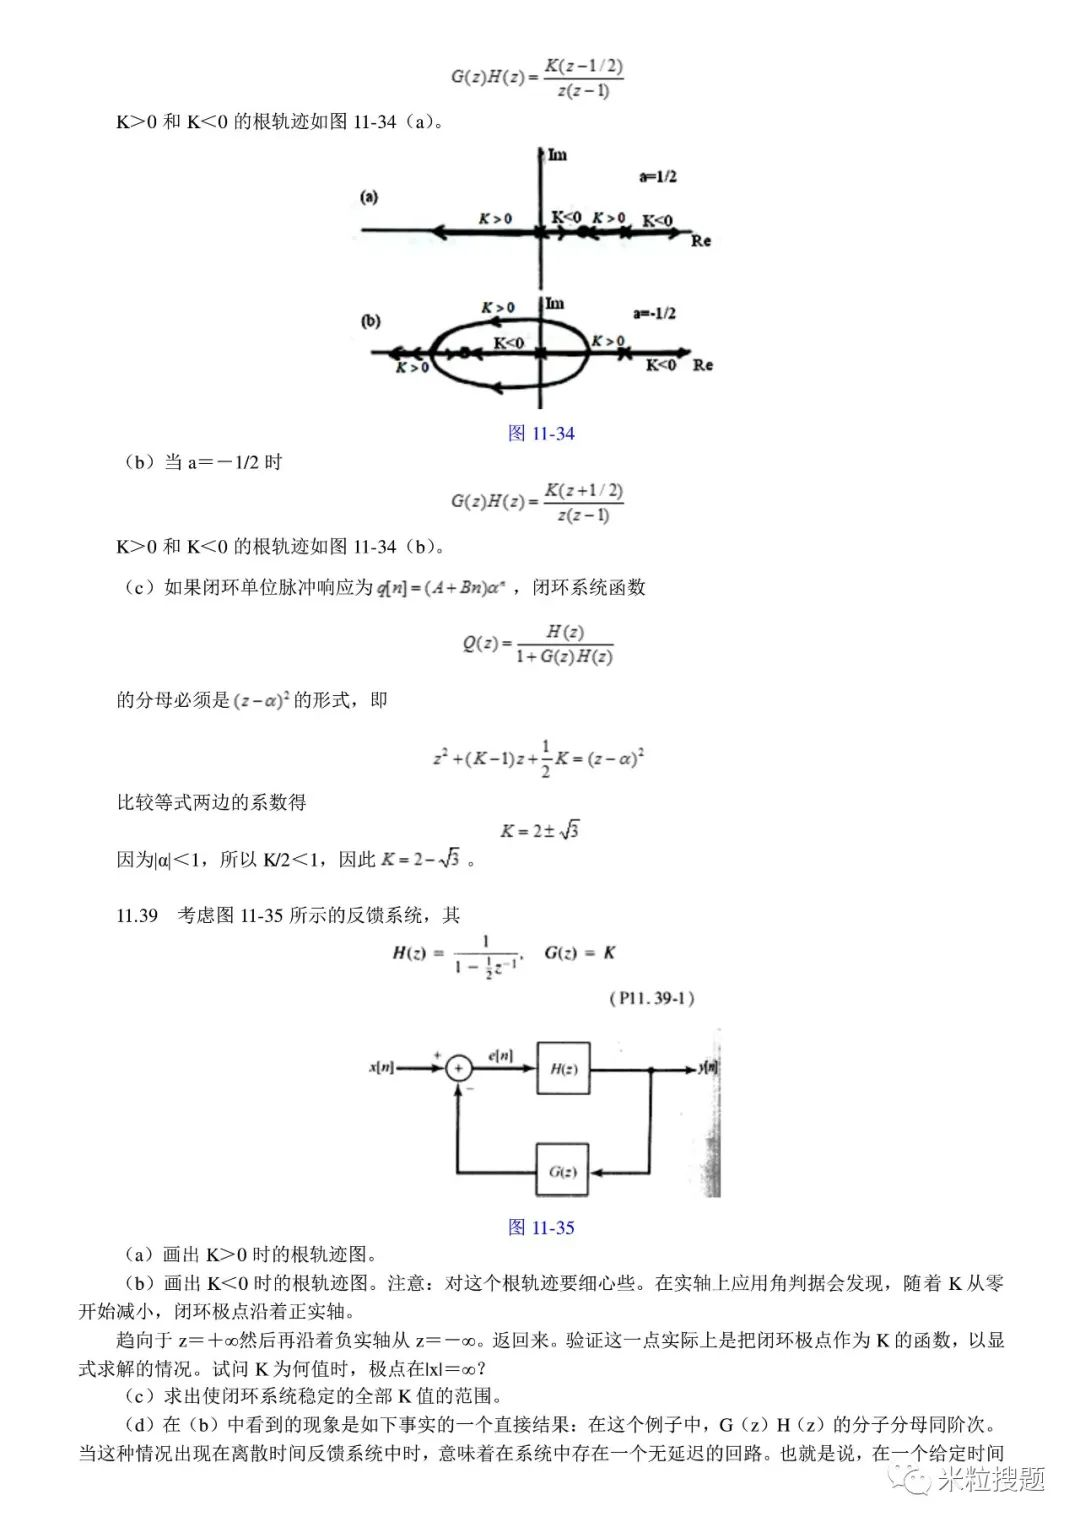 G(z)H(z) = K(z−1/2) / z(z−1)
K＞0 和 K＜0 的根轨迹如图 11-34（a）。
Im
a=1/2
(a)
K > 0 K<0 K > 0 K<0
Re
K > 0 Im
a=-1/2
(b)
K<0 K > 0
K > 0 K<0 Re
图 11-34
（b）当 a＝－1/2 时
G(z)H(z) = K(z+1/2) / z(z−1)
K＞0 和 K＜0 的根轨迹如图 11-34（b）。
（c）如果闭环单位脉冲响应为 q[n] = (A + Bn)αⁿ ，闭环系统函数
Q(z) = H(z) / 1+G(z)H(z)
的分母必须是 (z − α)² 的形式，即
z² + (K−1)z + 1/2 K = (z − α)²
比较等式两边的系数得
K = 2 ± √3
因为|α|＜1，所以 K/2＜1，因此 K = 2 − √3 。
11.39 考虑图 11-35 所示的反馈系统，其
H(z) = 1 / 1 − ½z⁻¹, G(z) = K
（P11.39-1）
x[n] + + e[n] H(z) y[n]
−
G(z)
图 11-35
（a）画出 K＞0 时的根轨迹图。
（b）画出 K＜0 时的根轨迹图。注意：对这个根轨迹要细心些。在实轴上应用角判据会发现，随着 K 从零
开始减小，闭环极点沿着正实轴。
趋向于 z＝＋∞然后再沿着负实轴从 z＝－∞。返回来。验证这一点实际上是把闭环极点作为 K 的函数，以显
式求解的情况。试问 K 为何值时，极点在|x|＝∞？
（c）求出使闭环系统稳定的全部 K 值的范围。
（d）在（b）中看到的现象是如下事实的一个直接结果：在这个例子中，G（z）H（z）的分子分母同阶次。
当这种情况出现在离散时间反馈系统中时，意味着在系统中存在一个无延迟的回路。也就是说，在一个给定时间
米粒搜题